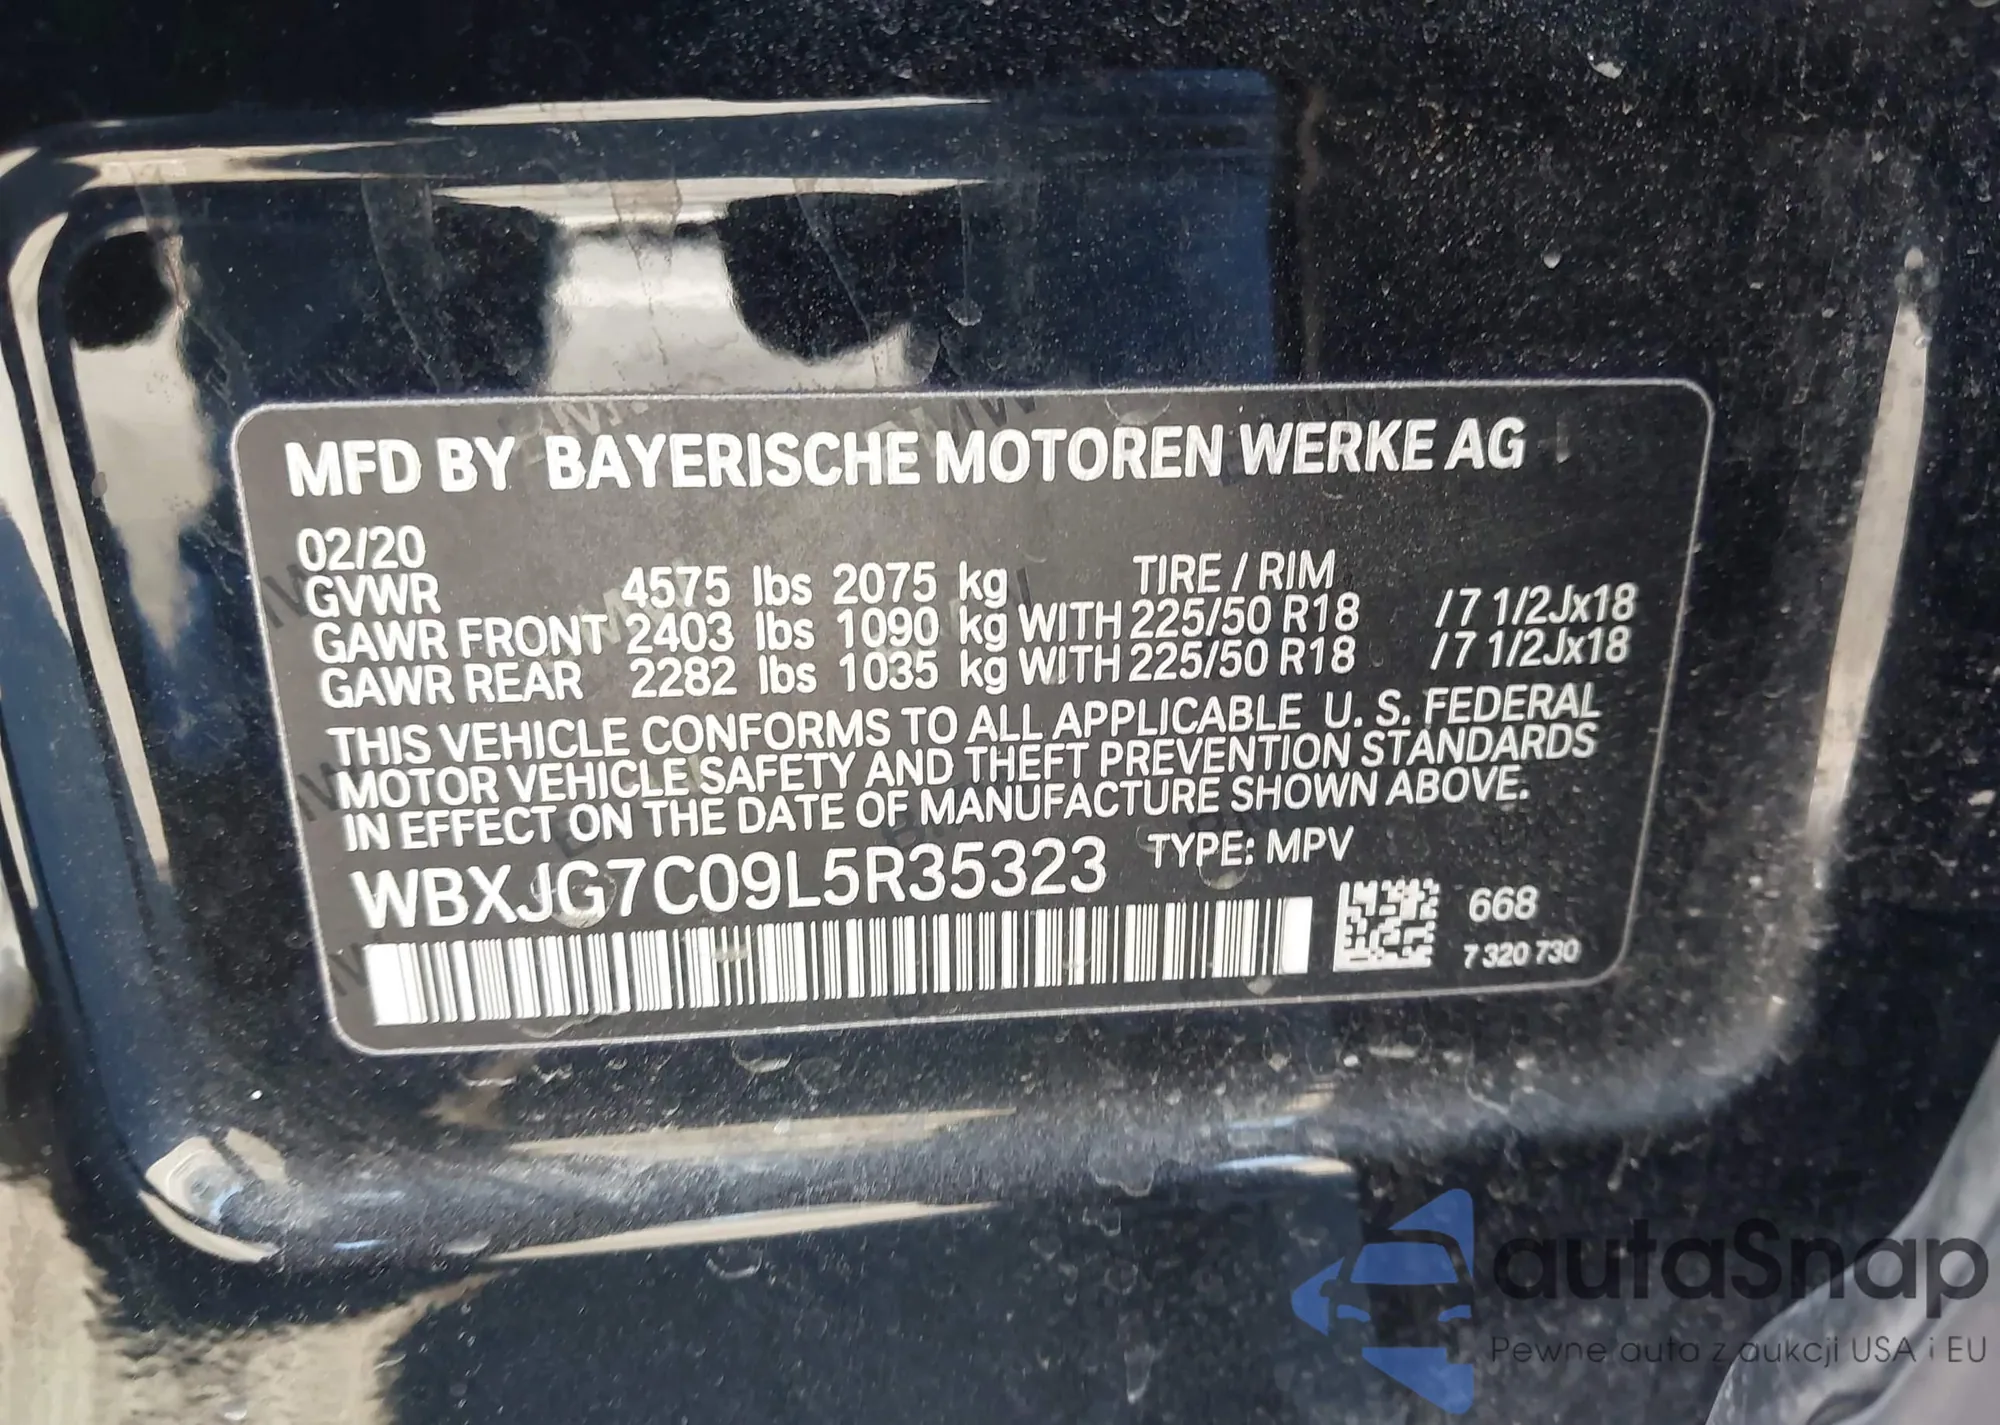 MFD BY BAYERISCHE MOTOREN WERKE AG
02/20
GVWR 4575 lbs 2075 kg TIRE / RIM
GAWR FRONT 2403 lbs 1090 kg WITH 225/50 R18 /7 1/2Jx18
GAWR REAR 2282 lbs 1035 kg WITH 225/50 R18 /7 1/2Jx18
THIS VEHICLE CONFORMS TO ALL APPLICABLE U. S. FEDERAL
MOTOR VEHICLE SAFETY AND THEFT PREVENTION STANDARDS
IN EFFECT ON THE DATE OF MANUFACTURE SHOWN ABOVE.
WBXJG7C09L5R35323 TYPE: MPV
668
7 320 730
autaSnap
Pewne auta z aukcji USA i EU